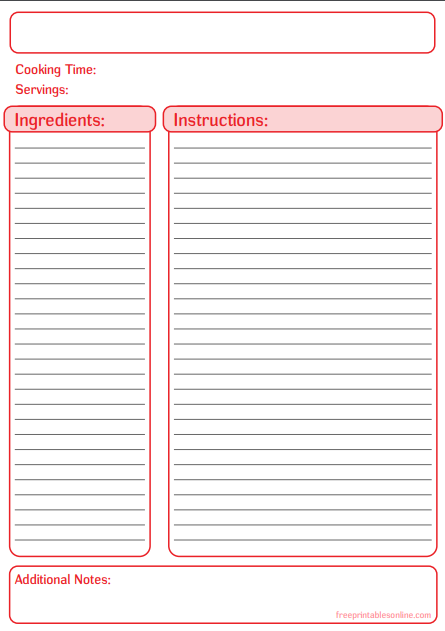 Cooking Time:
Servings:
Ingredients:
Instructions:
Additional Notes:
freeprintablesonline.com